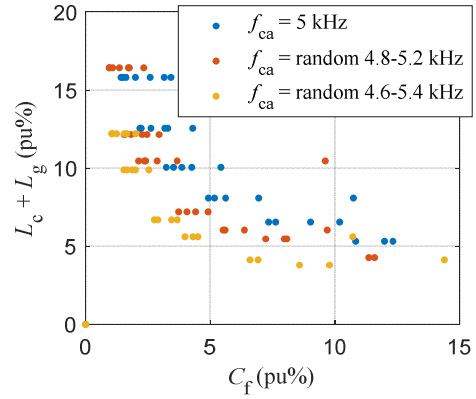 f_ca = 5 kHz
f_ca = random 4.8-5.2 kHz
f_ca = random 4.6-5.4 kHz
20
15
10
5
0
L_c + L_g (pu%)
0
5
10
15
C_f (pu%)